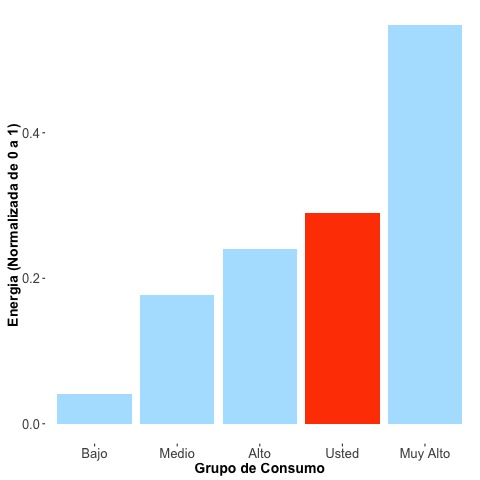 Energia (Normalizada de 0 a 1)
0.4
0.2
0.0
Bajo Medio Alto Usted Muy Alto
Grupo de Consumo